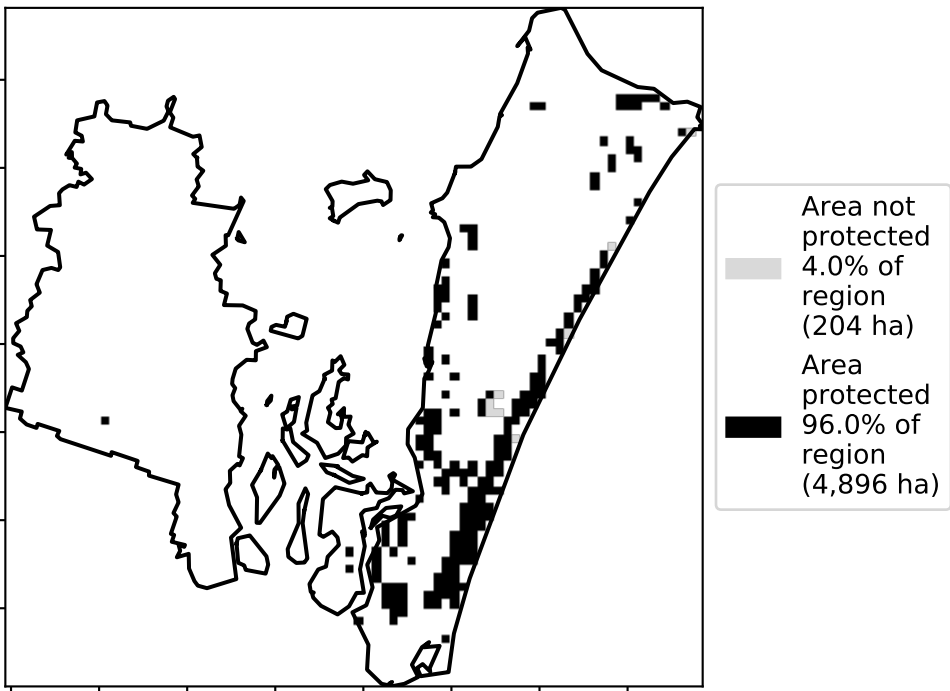 Area not
protected
4.0% of
region
(204 ha)
Area
protected
96.0% of
region
(4,896 ha)